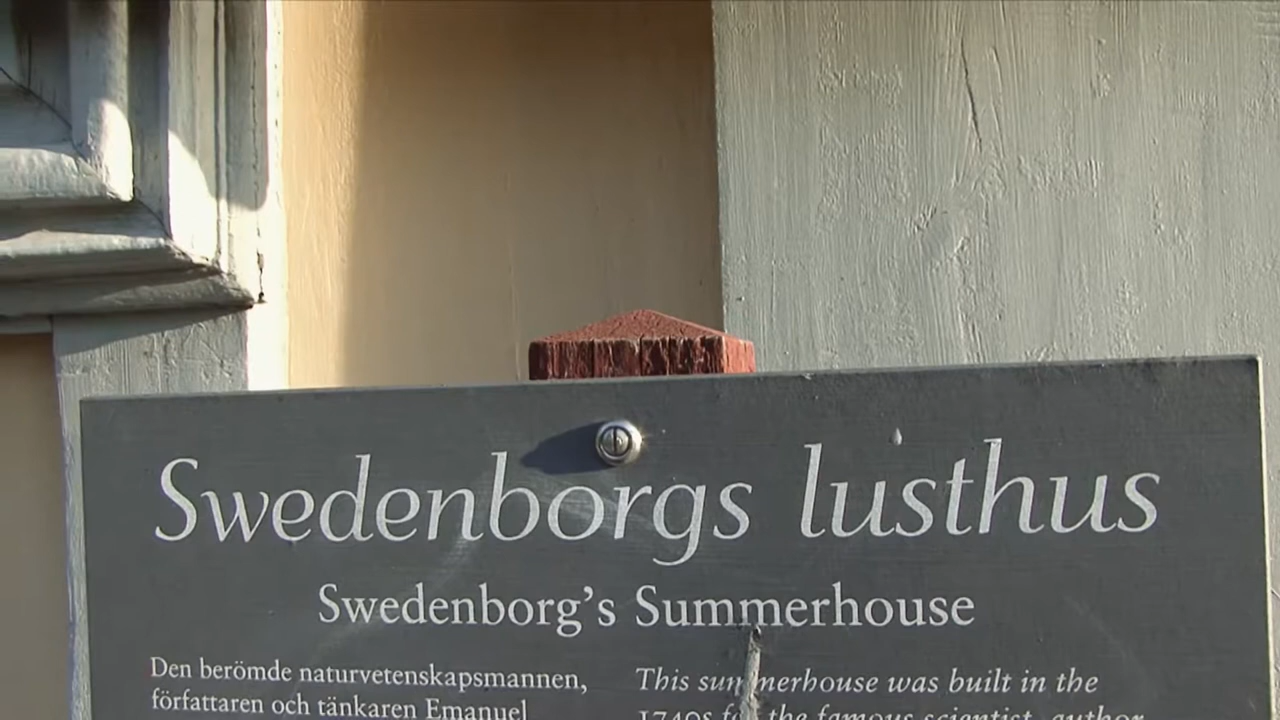 Swedenborgs lusthus
Swedenborg's Summerhouse
Den berömde naturvetenskapsmannen,
författaren och tänkaren Emanuel
This summerhouse was built in the
1740s for the famous scientist, author